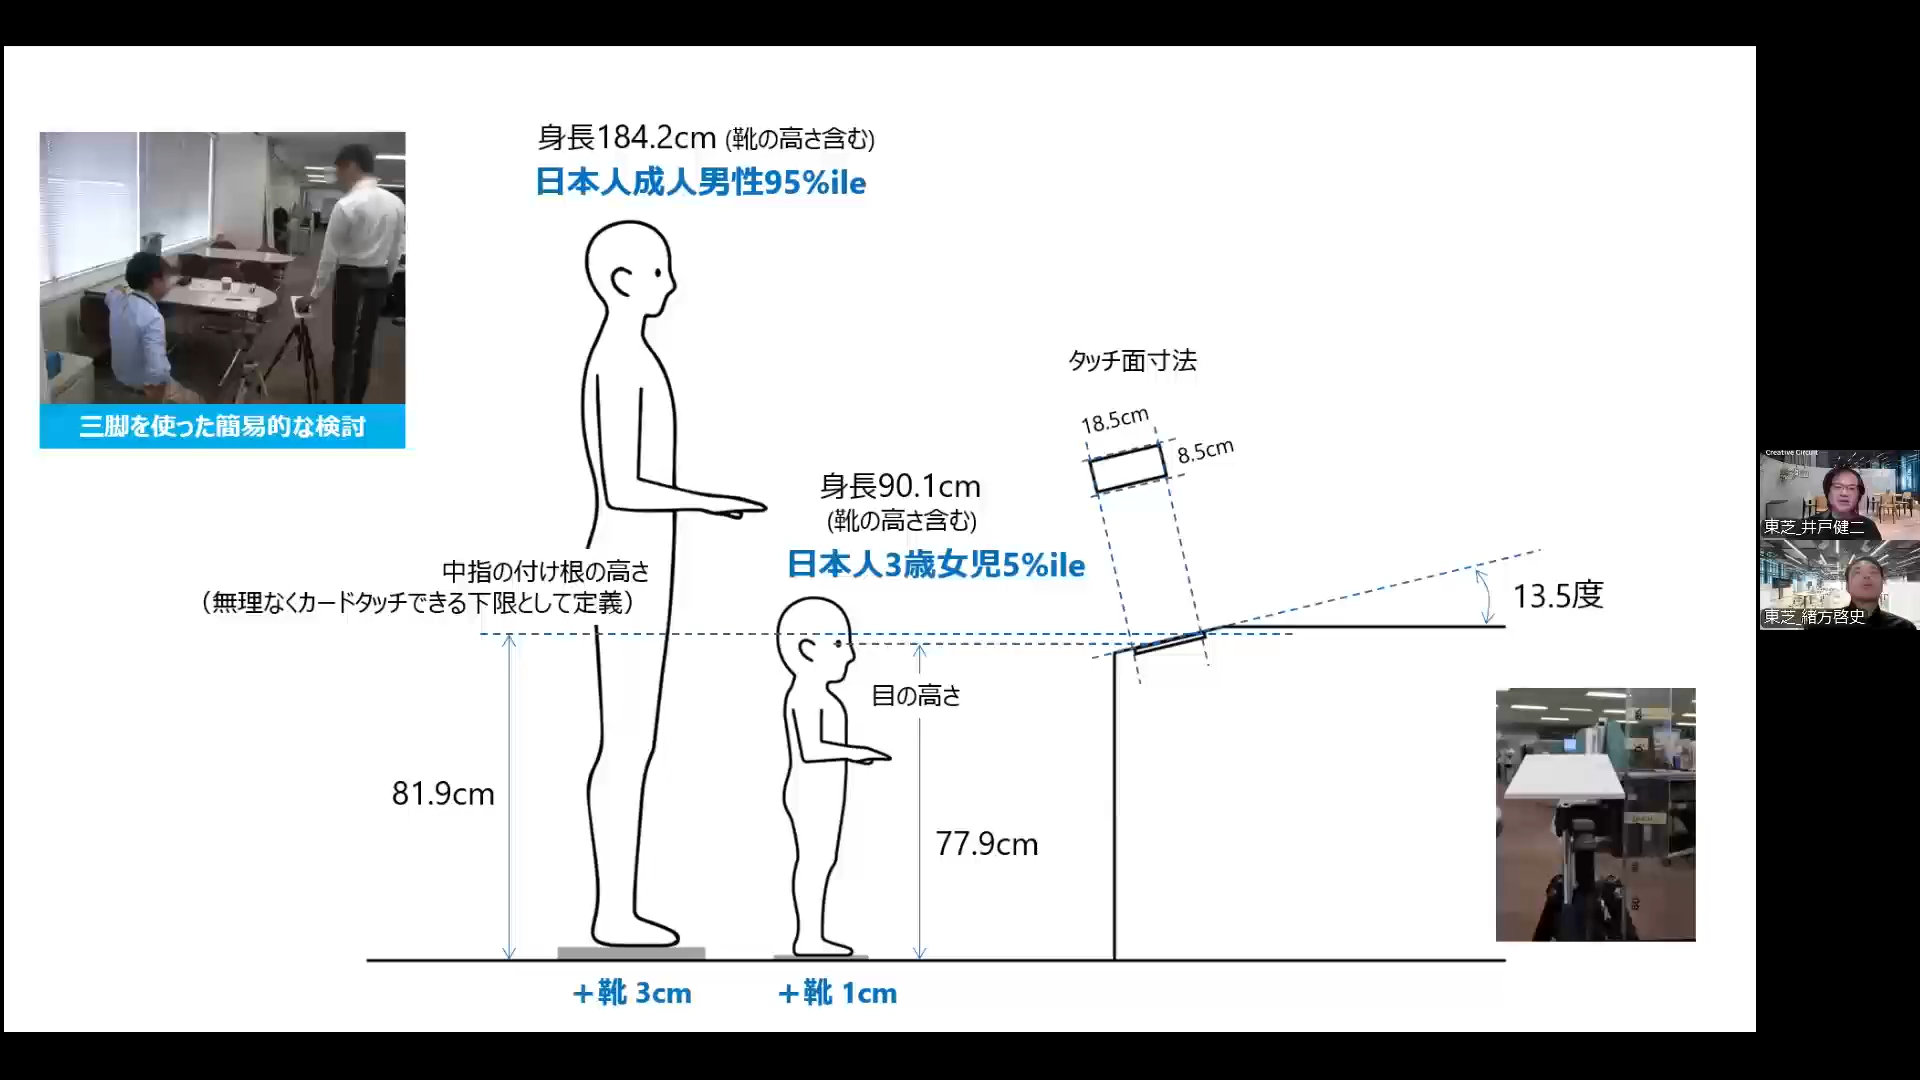 身長184.2cm (靴の高さ含む)
日本人成人男性95%ile
三脚を使った簡易的な検討
タッチ面寸法
18.5cm
8.5cm
身長90.1cm
(靴の高さ含む)
日本人3歳女児5%ile
中指の付け根の高さ
（無理なくカードタッチできる下限として定義）
13.5度
目の高さ
81.9cm
77.9cm
＋靴 3cm
＋靴 1cm
Creative Circuit
東芝_井戸健二
東芝_緒方啓史